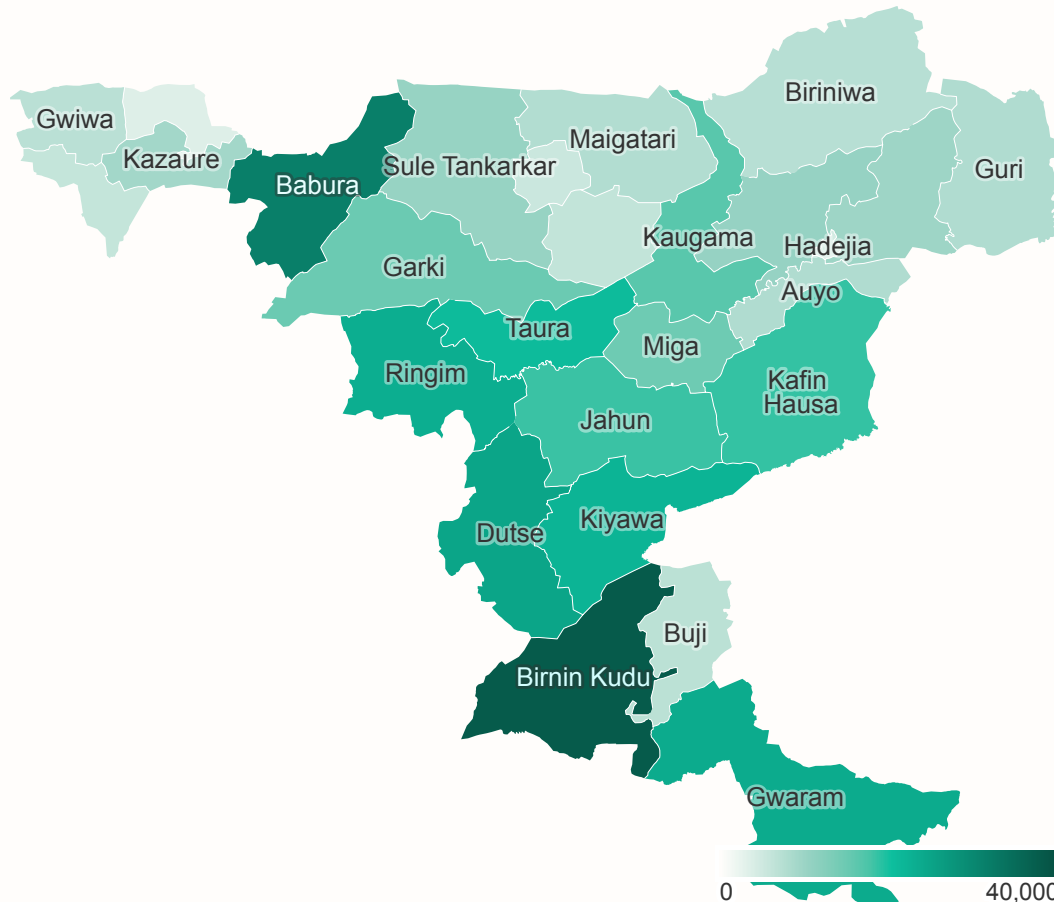 Biriniwa
Gwiwa
Maigatari
Kazaure
Sule Tankarkar
Guri
Babura
Kaugama
Hadejia
Garki
Auyo
Taura
Miga
Ringim
Kafin
Hausa
Jahun
Kiyawa
Dutse
Buji
Birnin Kudu
Gwaram
0
40,000